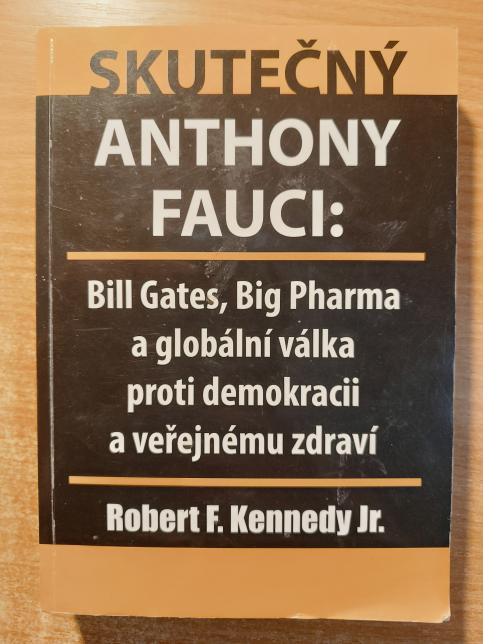 SKUTEČNÝ
ANTHONY
FAUCI:
Bill Gates, Big Pharma
a globální válka
proti demokracii
a veřejnému zdraví
Robert F. Kennedy Jr.